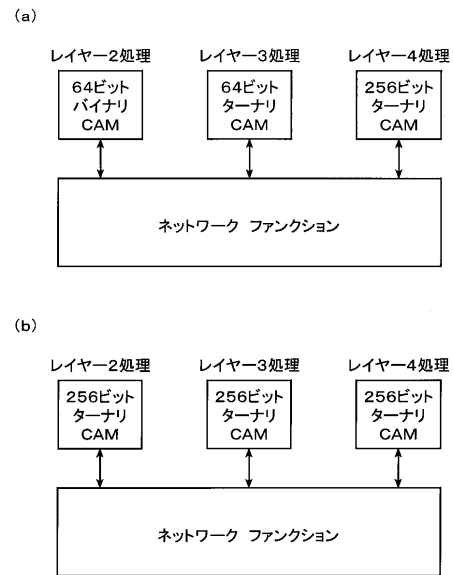 (a)
レイヤー2処理 レイヤー3処理 レイヤー4処理
64ビット
バイナリ
CAM
64ビット
ターナリ
CAM
256ビット
ターナリ
CAM
ネットワーク ファンクション
(b)
レイヤー2処理 レイヤー3処理 レイヤー4処理
256ビット
ターナリ
CAM
256ビット
ターナリ
CAM
256ビット
ターナリ
CAM
ネットワーク ファンクション